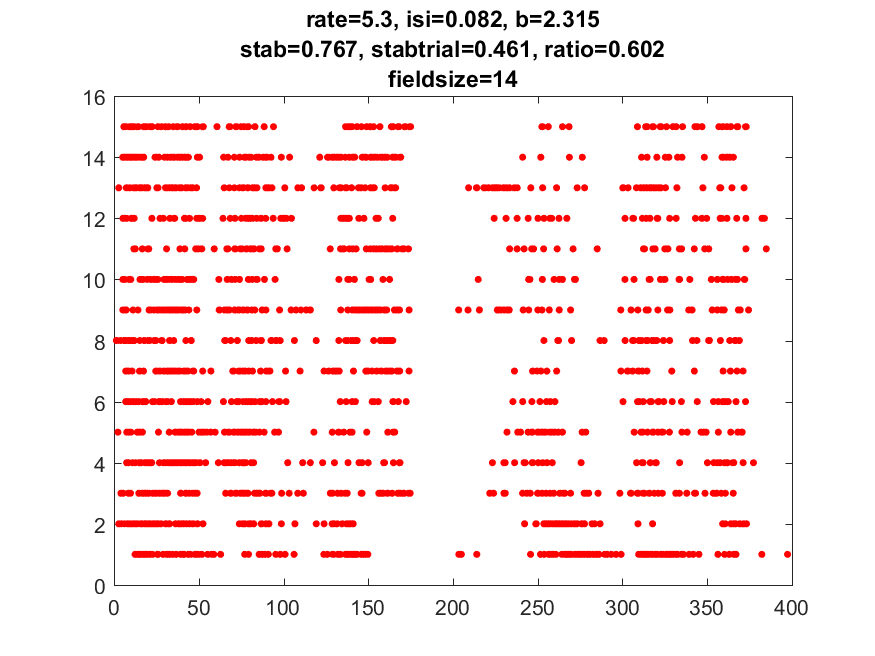 rate=5.3, isi=0.082, b=2.315
stab=0.767, stabtrial=0.461, ratio=0.602
fieldsize=14
16
14
12
10
8
6
4
2
0
0 50 100 150 200 250 300 350 400